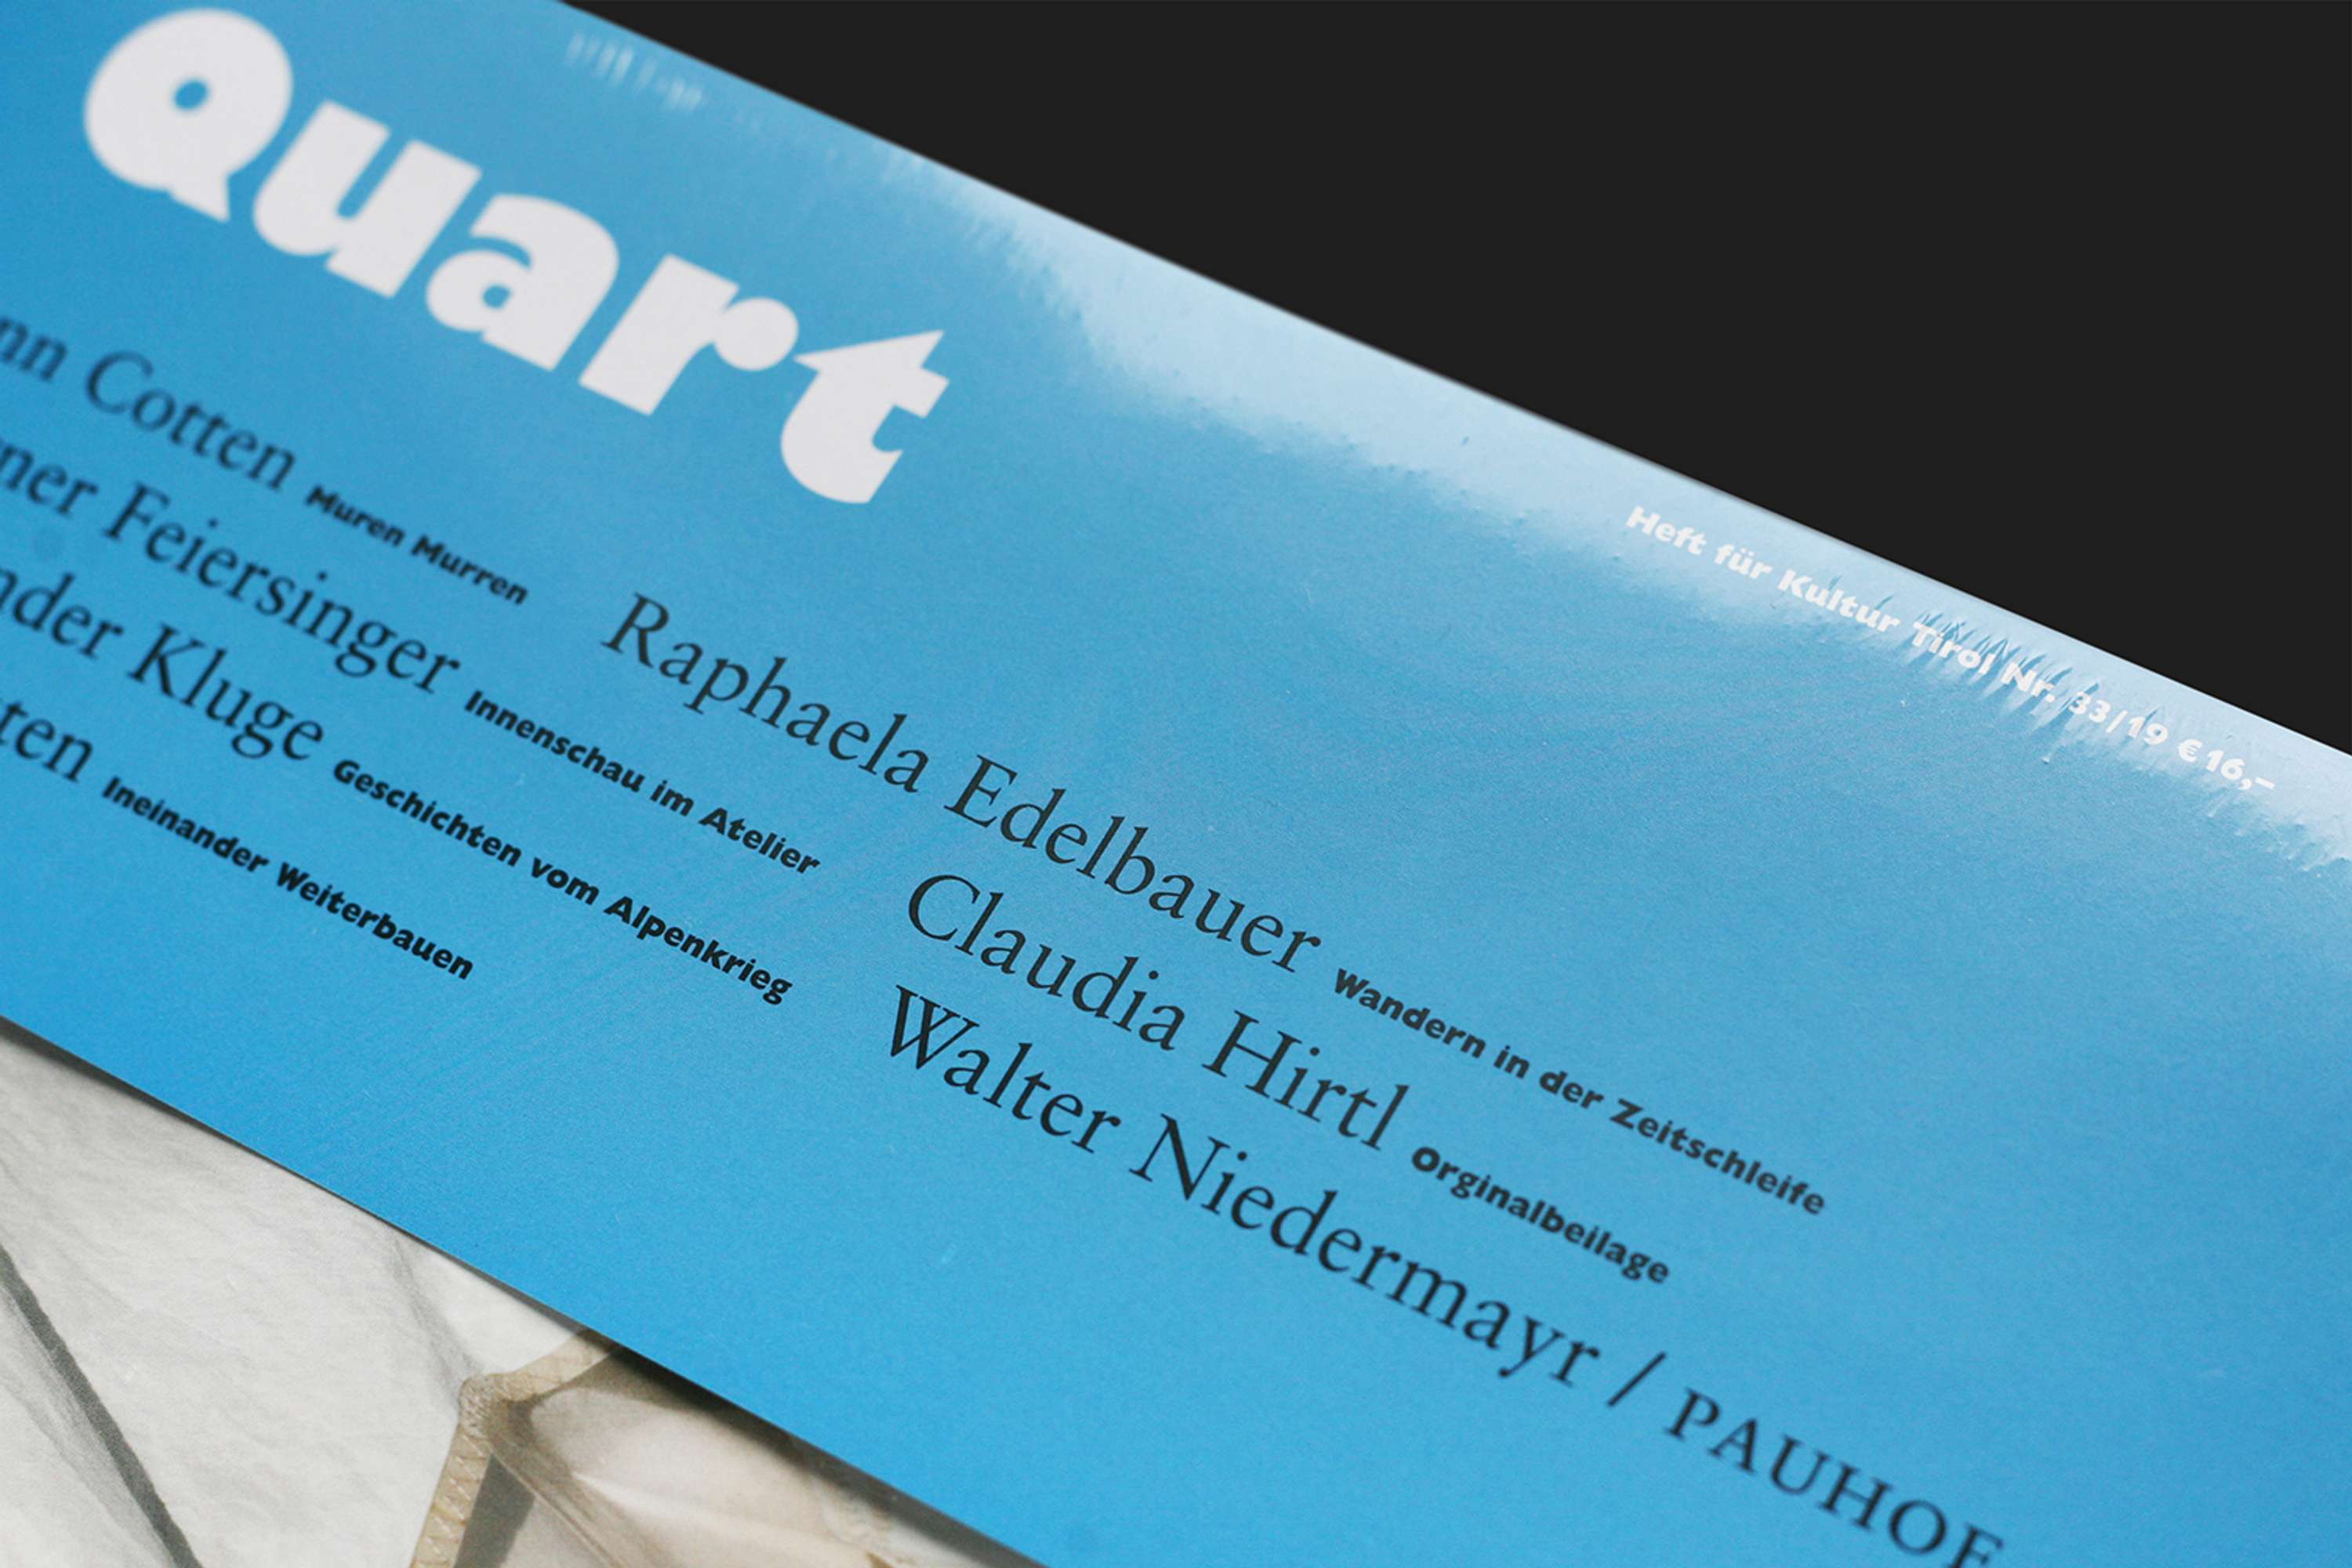 Quart
Heft für Kultur Tirol Nr. 33/19 € 16,–
nn Cotten Muren Murren Raphaela Edelbauer Wandern in der Zeitschleife
ner Feiersinger Innenschau im Atelier Claudia Hirtl Orginalbeilage
nder Kluge Geschichten vom Alpenkrieg Walter Niedermayr / PAUHOF
ten Ineinander Weiterbauen